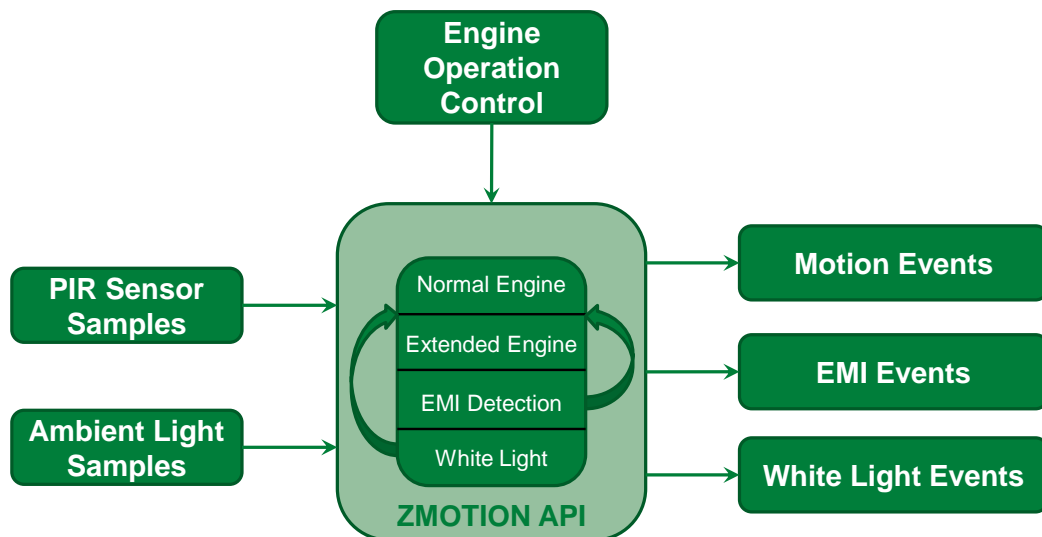 Engine
Operation
Control
PIR Sensor
Samples
Ambient Light
Samples
Normal Engine
Extended Engine
EMI Detection
White Light
ZMOTION API
Motion Events
EMI Events
White Light Events